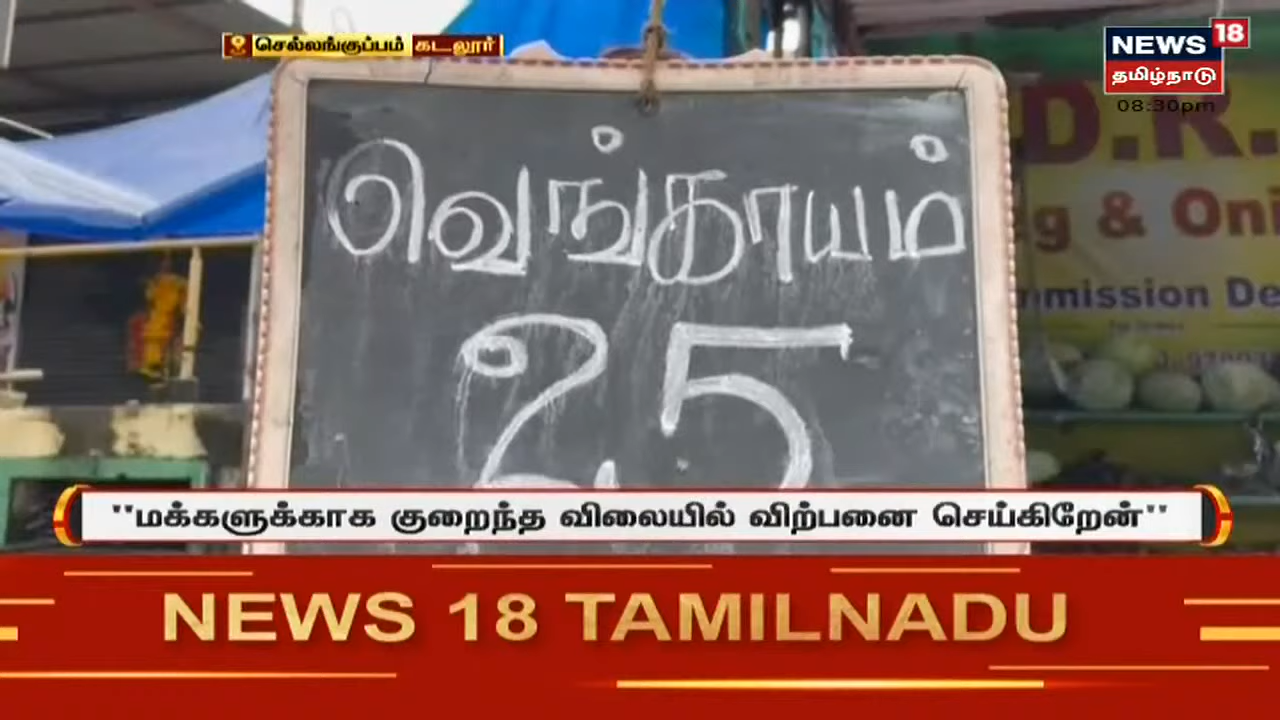 செல்லங்குப்பம் கடலூர்
NEWS 18
தமிழ்நாடு
08:30pm
வெங்காயம்
25
D.R.
g & Oni
mmission De
"மக்களுக்காக குறைந்த விலையில் விற்பனை செய்கிறேன்"
NEWS 18 TAMILNADU